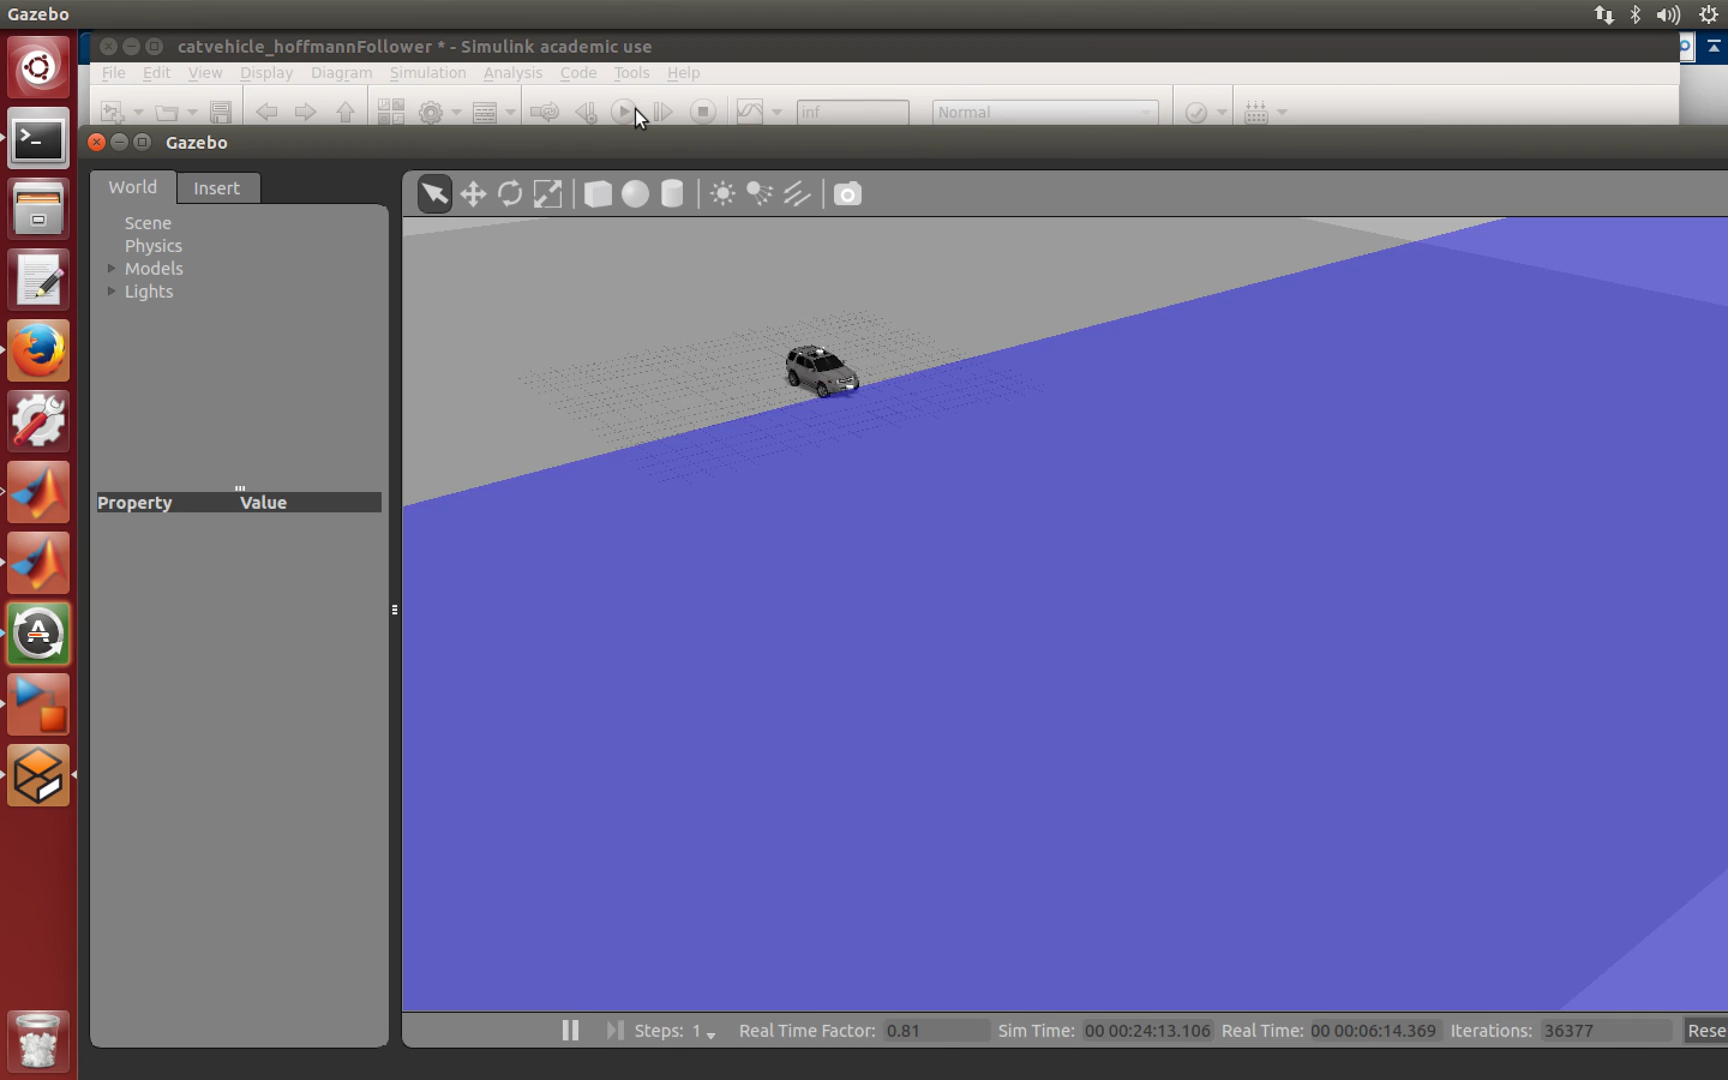 Gazebo
catvehicle_hoffmannFollower * - Simulink academic use
File Edit View Display Diagram Simulation Analysis Code Tools Help
inf Normal
Gazebo
World Insert
Scene
Physics
Models
Lights
Property Value
Steps: 1 Real Time Factor: 0.81 Sim Time: 00 00:24:13.106 Real Time: 00 00:06:14.369 Iterations: 36377 Rese